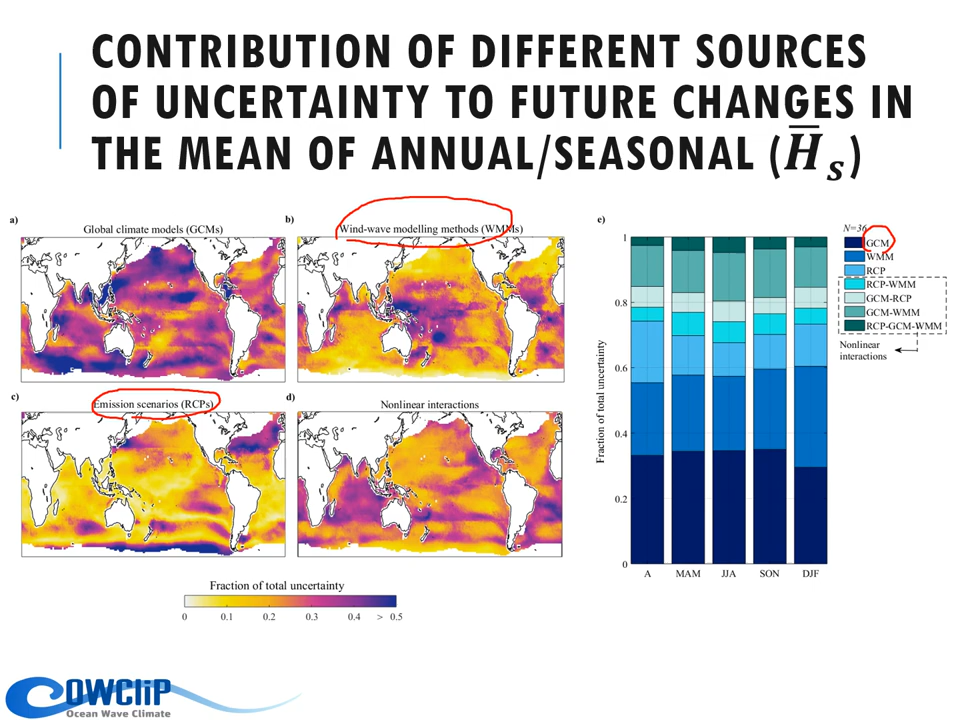 CONTRIBUTION OF DIFFERENT SOURCES
OF UNCERTAINTY TO FUTURE CHANGES IN
THE MEAN OF ANNUAL/SEASONAL (H̅s)
a)
Global climate models (GCMs)
b)
Wind-wave modelling methods (WMMs)
c)
Emission scenarios (RCPs)
d)
Nonlinear interactions
Fraction of total uncertainty
0 0.1 0.2 0.3 0.4 > 0.5
e)
N=36
GCM
WMM
RCP
RCP-WMM
GCM-RCP
GCM-WMM
RCP-GCM-WMM
Nonlinear
interactions
Fraction of total uncertainty
1
0.8
0.6
0.4
0.2
0
A MAM JJA SON DJF
COWCLIP
Ocean Wave Climate